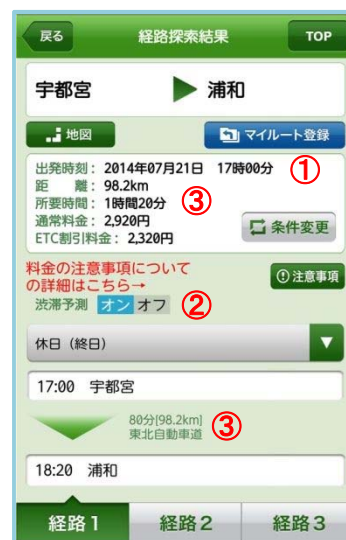 戻る 経路探索結果 TOP
宇都宮 ▶ 浦和
地図 マイルート登録
出発時刻：2014年07月21日 17時00分 ①
距 離：98.2km
所要時間：1時間20分 ③
通常料金：2,920円
ETC割引料金：2,320円
条件変更
料金の注意事項について
の詳細はこちら→
注意事項
渋滞予測 オン オフ ②
休日（終日） ▼
17:00 宇都宮
80分[98.2km]
東北自動車道
③
18:20 浦和
経路1 経路2 経路3